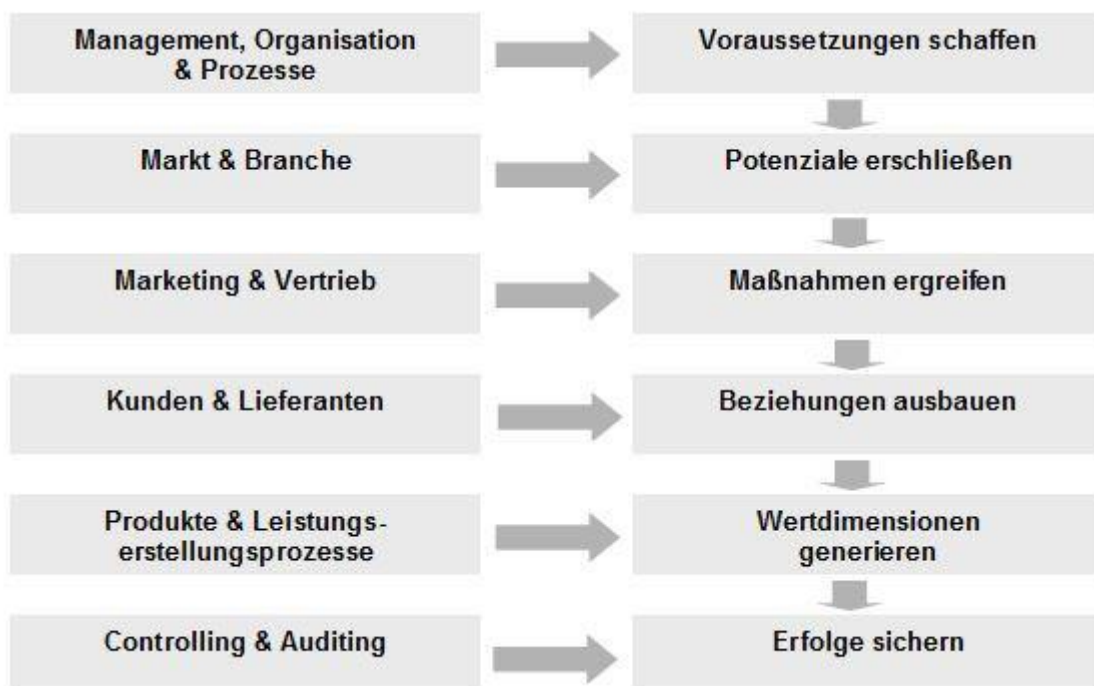 Management, Organisation
& Prozesse
Voraussetzungen schaffen
Markt & Branche
Potenziale erschließen
Marketing & Vertrieb
Maßnahmen ergreifen
Kunden & Lieferanten
Beziehungen ausbauen
Produkte & Leistungs-
erstellungsprozesse
Wertdimensionen
generieren
Controlling & Auditing
Erfolge sichern